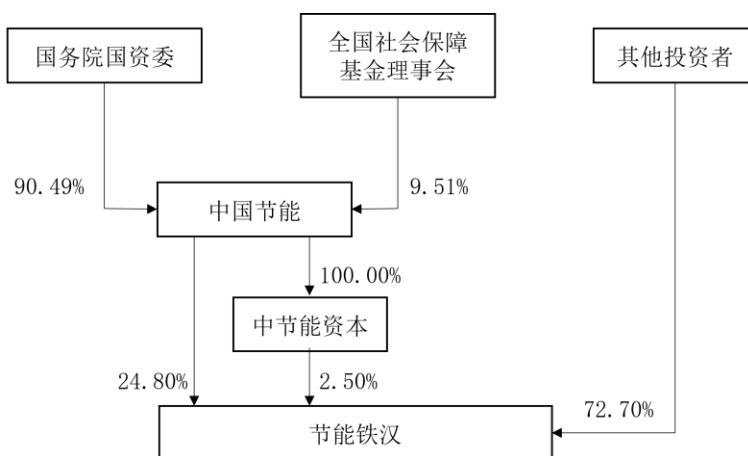 国务院国资委
全国社会保障
基金理事会
其他投资者
90.49%
9.51%
中国节能
100.00%
中节能资本
24.80%
2.50%
72.70%
节能铁汉